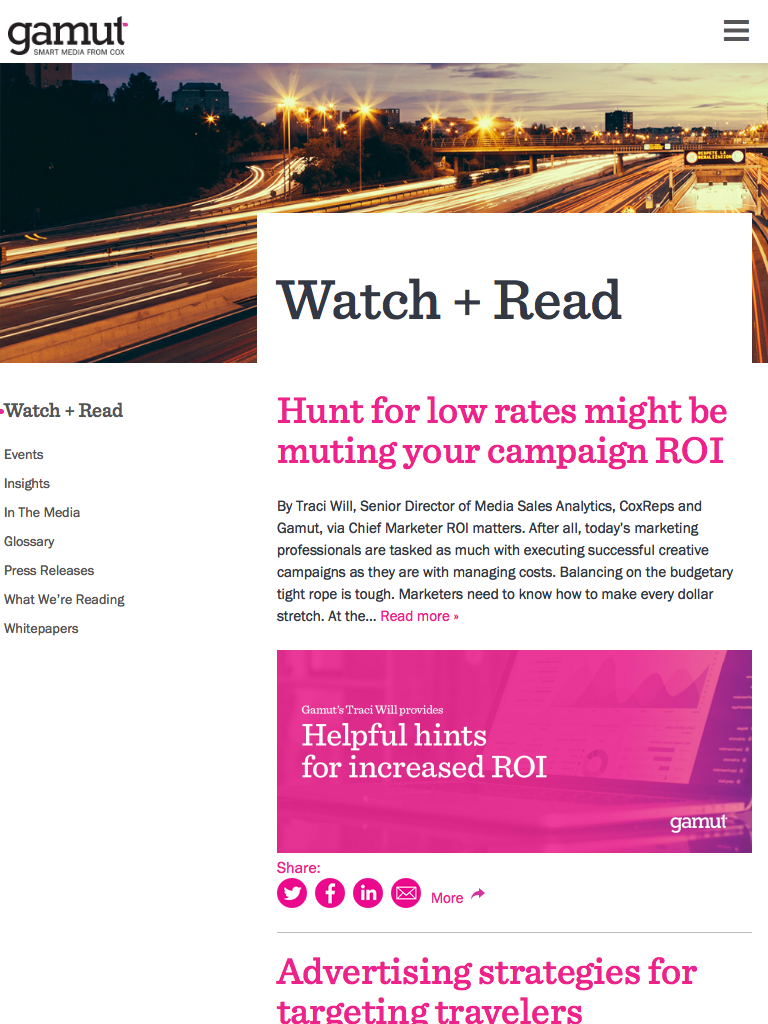 gamut
SMART MEDIA FROM COX
RESPETE LA
SEÑALIZACION
Watch + Read
Watch + Read
Events
Insights
In The Media
Glossary
Press Releases
What We're Reading
Whitepapers
Hunt for low rates might be
muting your campaign ROI
By Traci Will, Senior Director of Media Sales Analytics, CoxReps and
Gamut, via Chief Marketer ROI matters. After all, today's marketing
professionals are tasked as much with executing successful creative
campaigns as they are with managing costs. Balancing on the budgetary
tight rope is tough. Marketers need to know how to make every dollar
stretch. At the... Read more »
Gamut's Traci Will provides
Helpful hints
for increased ROI
gamut
Share:
More
Advertising strategies for
targeting travelers